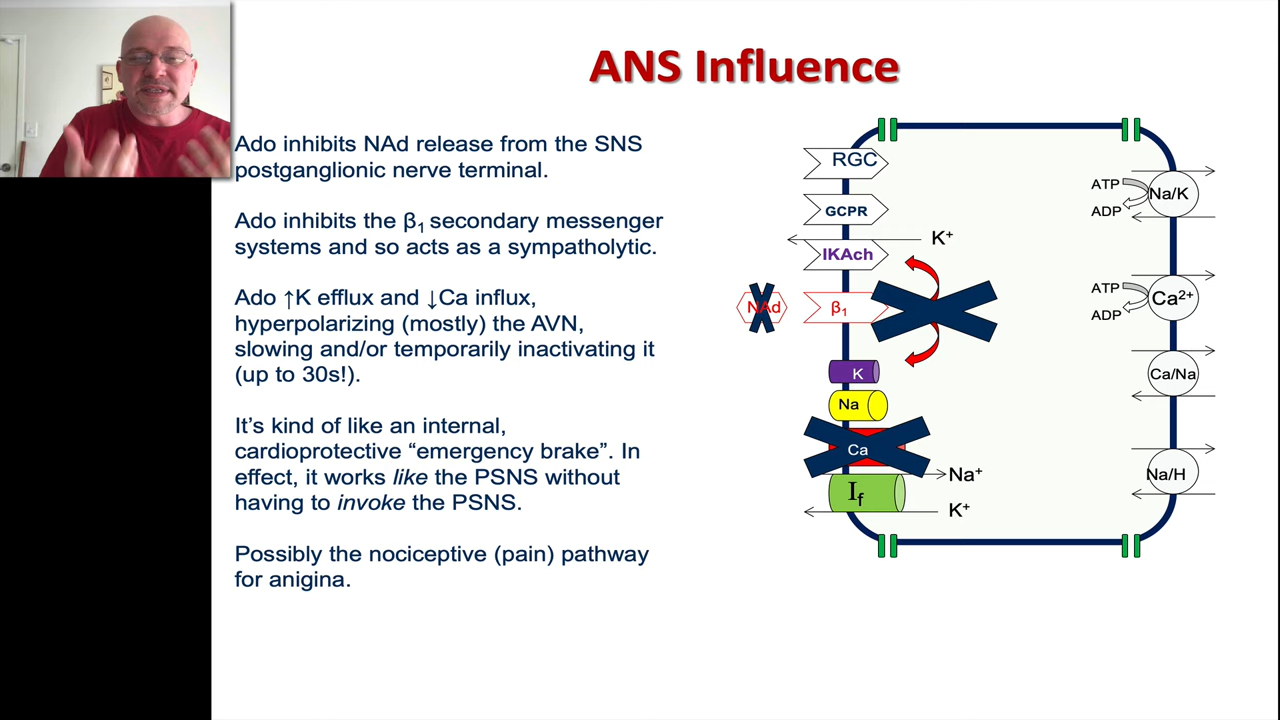 ANS Influence
Ado inhibits NAd release from the SNS
postganglionic nerve terminal.
Ado inhibits the β₁ secondary messenger
systems and so acts as a sympatholytic.
Ado ↑K efflux and ↓Ca influx,
hyperpolarizing (mostly) the AVN,
slowing and/or temporarily inactivating it
(up to 30s!).
It’s kind of like an internal,
cardioprotective “emergency brake”. In
effect, it works like the PSNS without
having to invoke the PSNS.
Possibly the nociceptive (pain) pathway
for anigina.
RGC
GCPR
K⁺
IKAch
NAd
β₁
K
Na
Ca
Na⁺
If
K⁺
ATP
Na/K
ADP
ATP
Ca²⁺
ADP
Ca/Na
Na/H